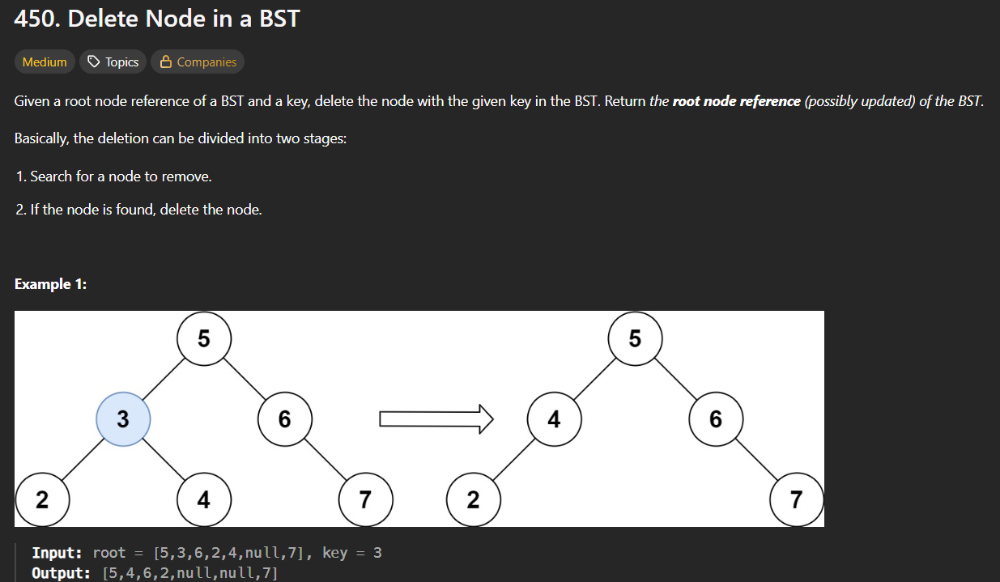 450. Delete Node in a BST
Medium Topics Companies
Given a root node reference of a BST and a key, delete the node with the given key in the BST. Return the root node reference (possibly updated) of the BST.
Basically, the deletion can be divided into two stages:
1. Search for a node to remove.
2. If the node is found, delete the node.
Example 1:
5 5
3 6 4 6
2 4 7 2 7
Input: root = [5,3,6,2,4,null,7], key = 3
Output: [5,4,6,2,null,null,7]